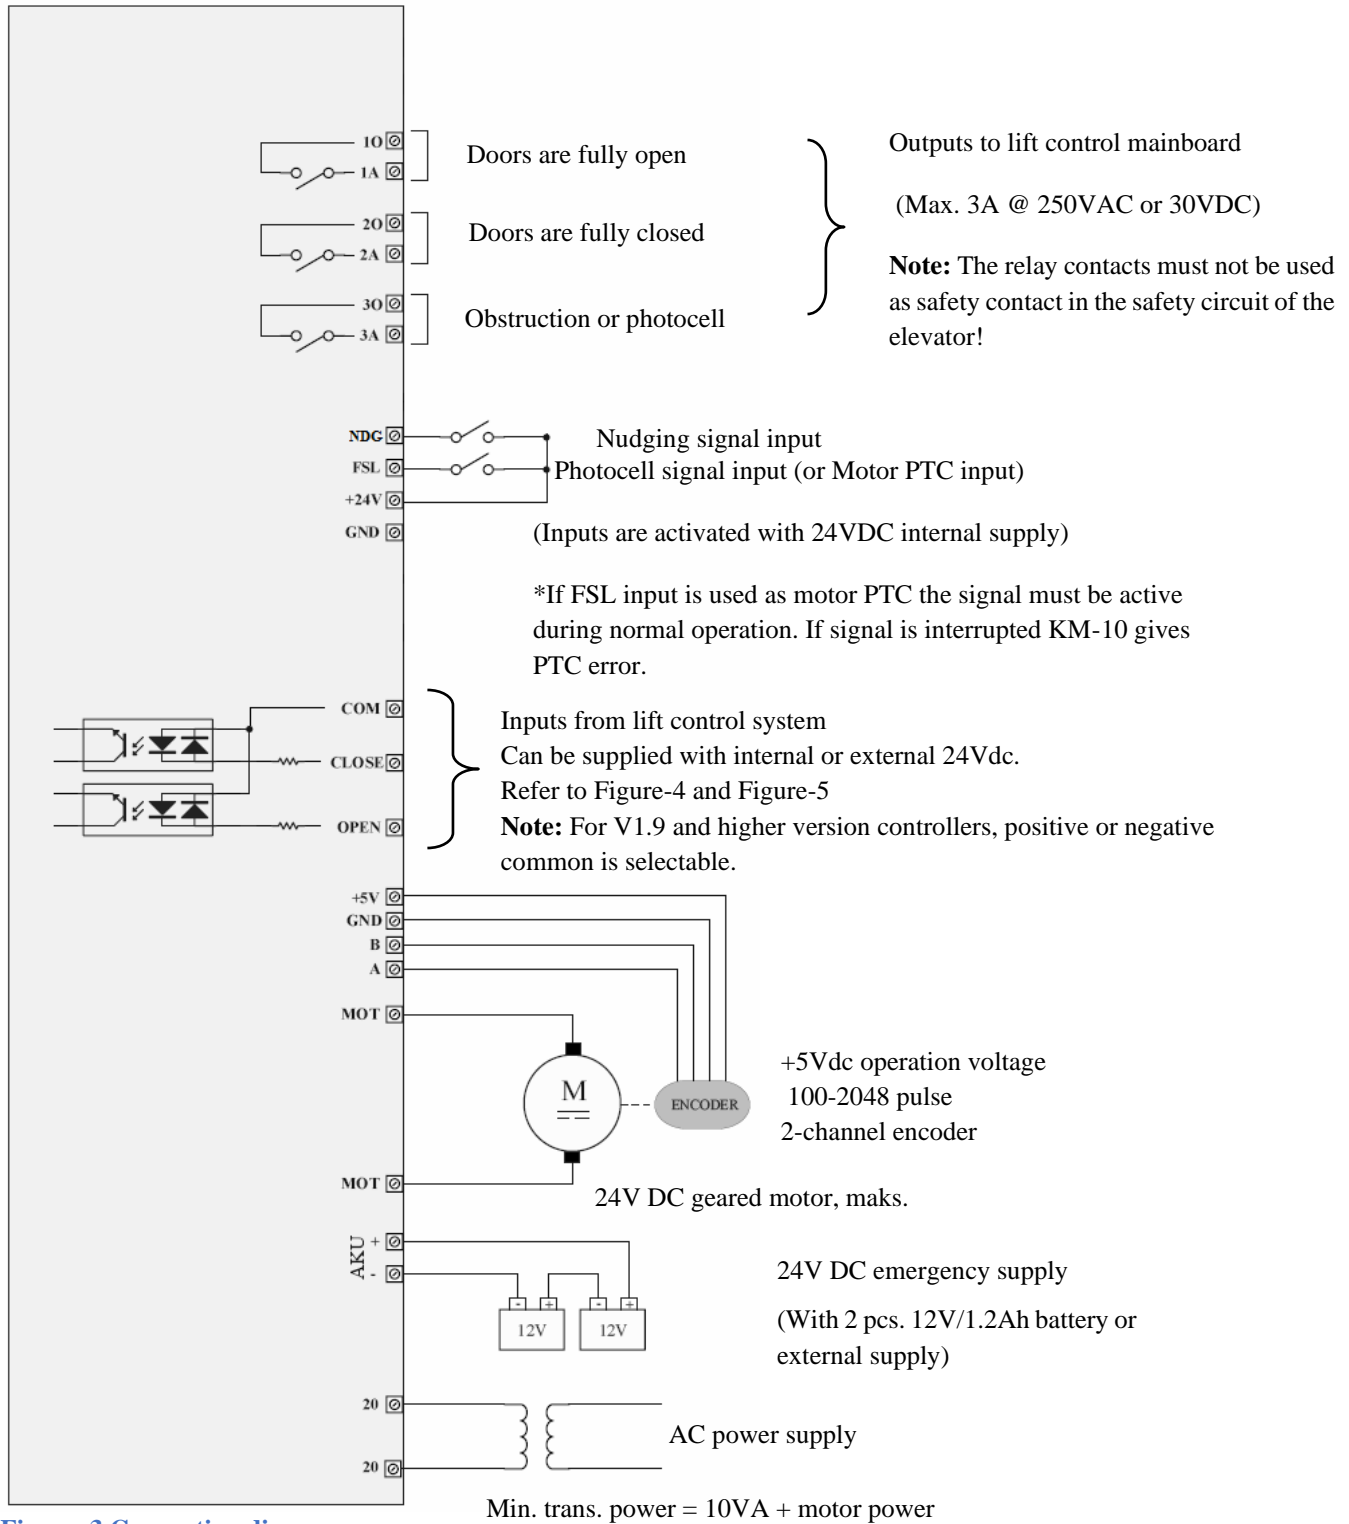 1O
1A
Doors are fully open
2O
2A
Doors are fully closed
3O
3A
Obstruction or photocell
Outputs to lift control mainboard
(Max. 3A @ 250VAC or 30VDC)
Note: The relay contacts must not be used
as safety contact in the safety circuit of the
elevator!
NDG
Nudging signal input
FSL
Photocell signal input (or Motor PTC input)
+24V
GND
(Inputs are activated with 24VDC internal supply)
*If FSL input is used as motor PTC the signal must be active
during normal operation. If signal is interrupted KM-10 gives
PTC error.
COM
CLOSE
OPEN
Inputs from lift control system
Can be supplied with internal or external 24Vdc.
Refer to Figure-4 and Figure-5
Note: For V1.9 and higher version controllers, positive or negative
common is selectable.
+5V
GND
B
A
MOT
M
ENCODER
+5Vdc operation voltage
100-2048 pulse
2-channel encoder
MOT
24V DC geared motor, maks.
AKU
+
-
- + - +
12V 12V
24V DC emergency supply
(With 2 pcs. 12V/1.2Ah battery or
external supply)
20
20
AC power supply
Min. trans. power = 10VA + motor power